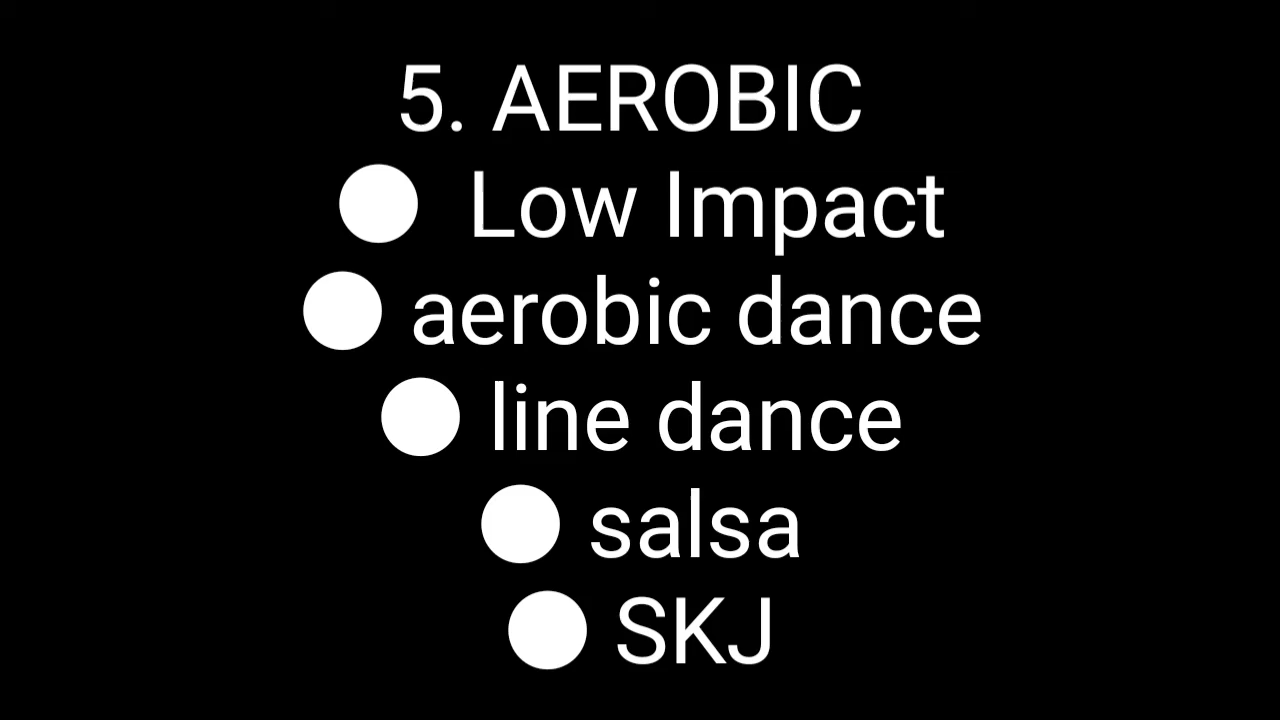 5. AEROBIC
● Low Impact
● aerobic dance
● line dance
● salsa
● SKJ